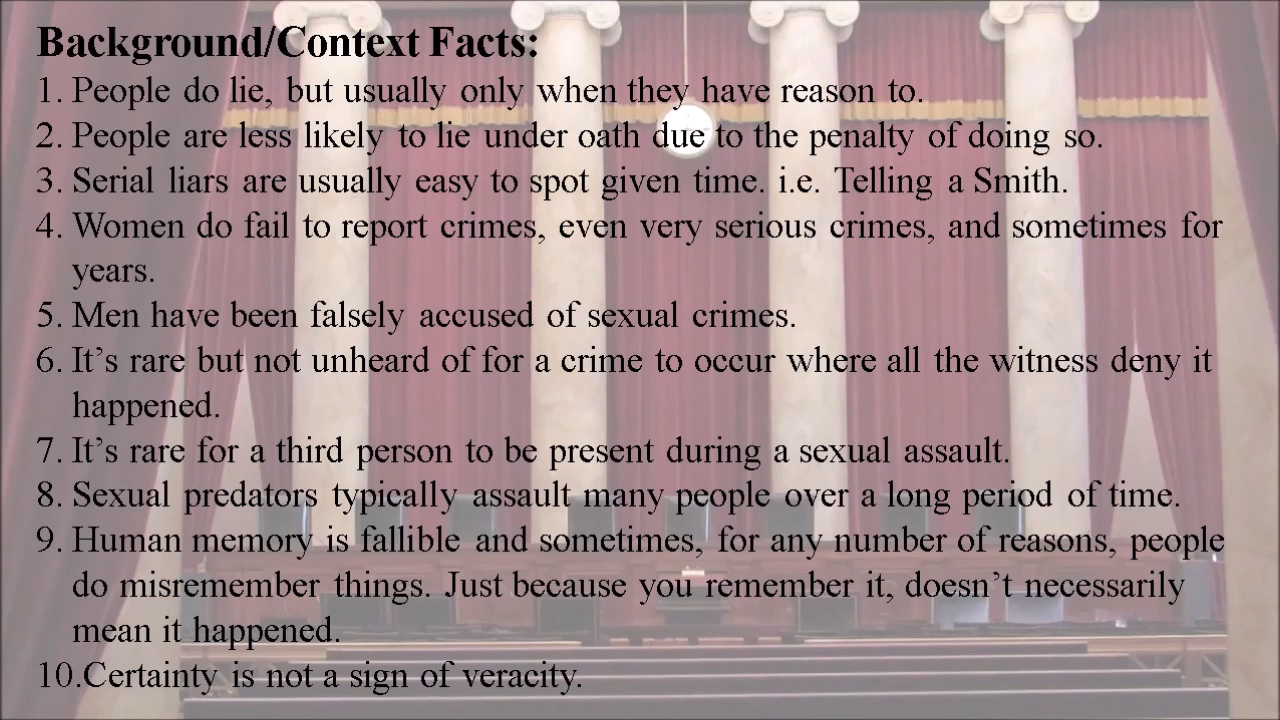 Background/Context Facts:
1. People do lie, but usually only when they have reason to.
2. People are less likely to lie under oath due to the penalty of doing so.
3. Serial liars are usually easy to spot given time. i.e. Telling a Smith.
4. Women do fail to report crimes, even very serious crimes, and sometimes for
years.
5. Men have been falsely accused of sexual crimes.
6. It’s rare but not unheard of for a crime to occur where all the witness deny it
happened.
7. It’s rare for a third person to be present during a sexual assault.
8. Sexual predators typically assault many people over a long period of time.
9. Human memory is fallible and sometimes, for any number of reasons, people
do misremember things. Just because you remember it, doesn’t necessarily
mean it happened.
10.Certainty is not a sign of veracity.